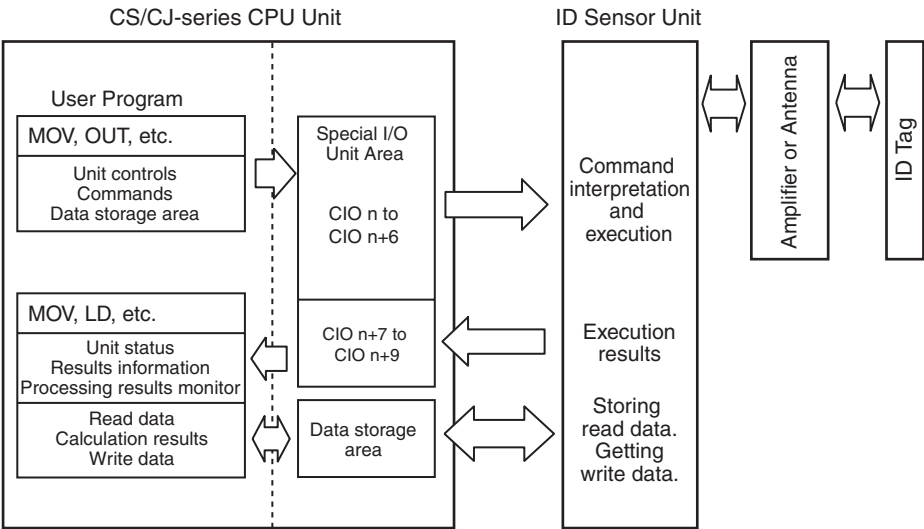 CS/CJ-series CPU Unit
ID Sensor Unit
User Program
MOV, OUT, etc.
Unit controls
Commands
Data storage area
Special I/O
Unit Area
CIO n to
CIO n+6
Command
interpretation
and
execution
Amplifier or Antenna
ID Tag
MOV, LD, etc.
Unit status
Results information
Processing results monitor
CIO n+7 to
CIO n+9
Execution
results
Read data
Calculation results
Write data
Data storage
area
Storing
read data.
Getting
write data.